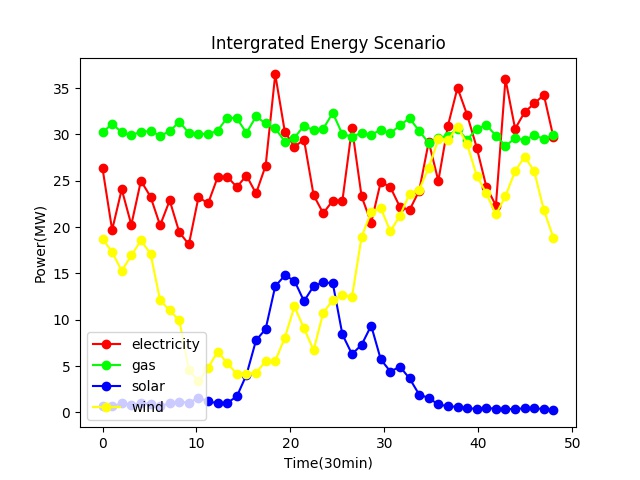 Intergrated Energy Scenario
Power(MW)
35
30
25
20
15
10
5
0
electricity
gas
solar
wind
0 10 20 30 40 50
Time(30min)